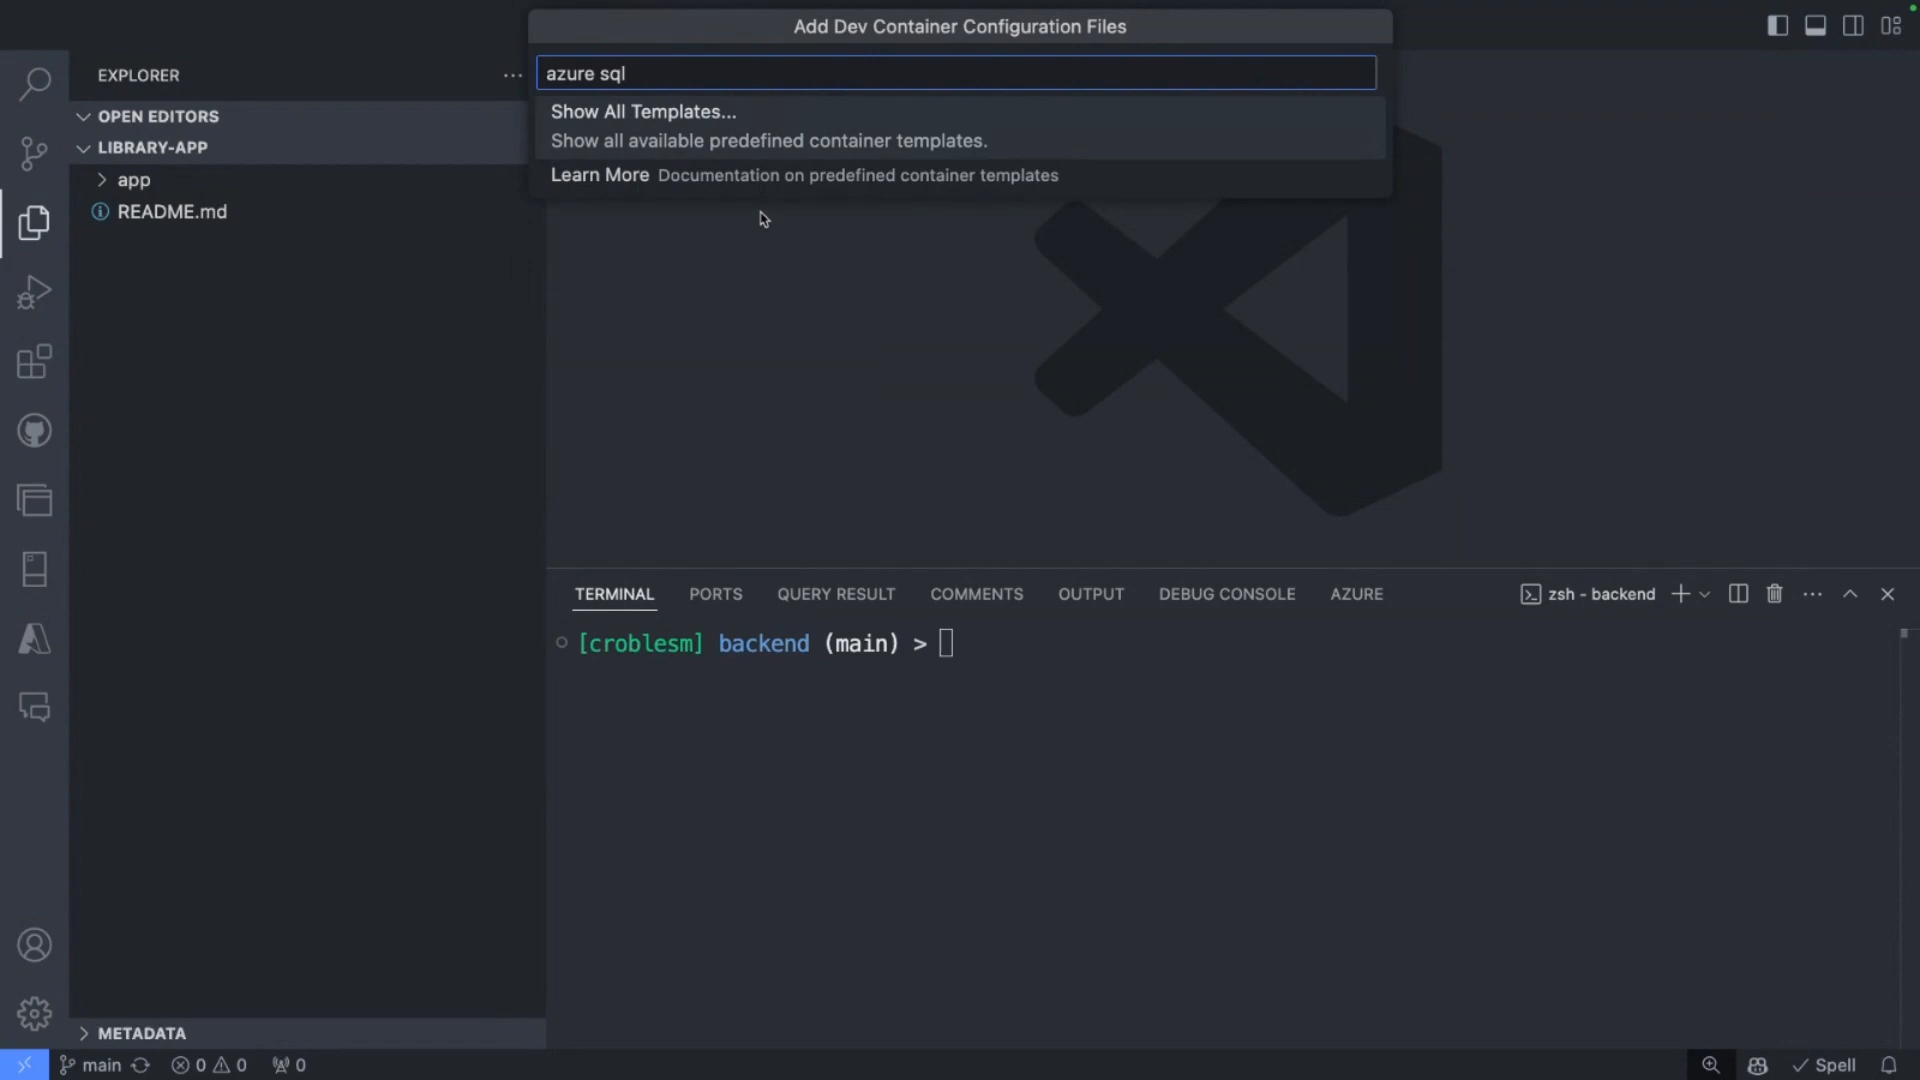 Add Dev Container Configuration Files
azure sql
Show All Templates...
Show all available predefined container templates.
Learn More Documentation on predefined container templates
EXPLORER
OPEN EDITORS
LIBRARY-APP
app
README.md
METADATA
TERMINAL PORTS QUERY RESULT COMMENTS OUTPUT DEBUG CONSOLE AZURE zsh - backend
[croblesm] backend (main) >
main 0 0 0 Spell